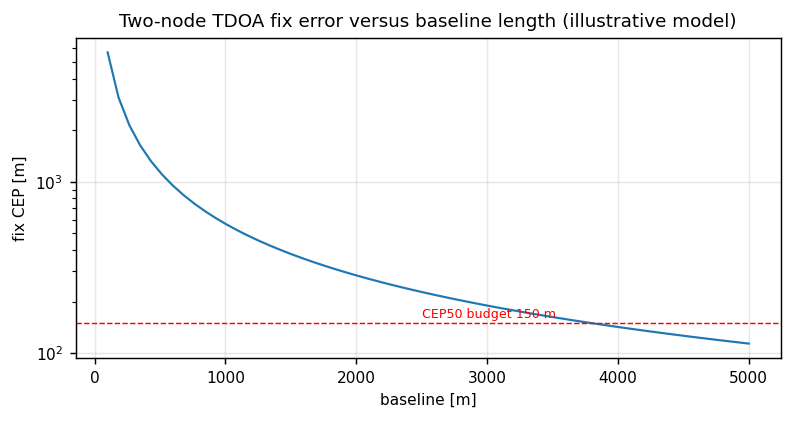 Two-node TDOA fix error versus baseline length (illustrative model)
fix CEP [m]
10³
10²
CEP50 budget 150 m
0 1000 2000 3000 4000 5000
baseline [m]